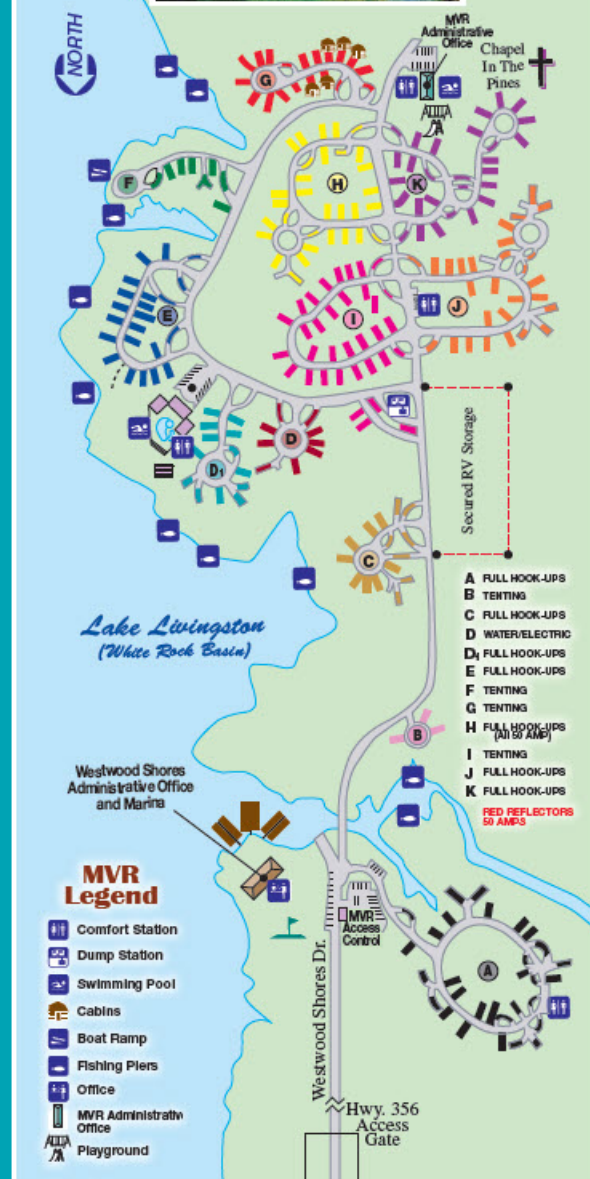 NORTH
MVR
Administrative
Office
Chapel
In The
Pines
G
F
H
K
E
I
J
D
D1
Secured RV Storage
C
Lake Livingston
(White Rock Basin)
A FULL HOOK-UPS
B TENTING
C FULL HOOK-UPS
D WATER/ELECTRIC
D1 FULL HOOK-UPS
E FULL HOOK-UPS
F TENTING
G TENTING
H FULL HOOK-UPS
(All 50 AMP)
I TENTING
J FULL HOOK-UPS
K FULL HOOK-UPS
RED REFLECTORS
50 AMPS
B
Westwood Shores
Administrative Office
and Marina
MVR
Access
Control
A
Westwood Shores Dr.
Hwy. 356
Access
Gate
MVR
Legend
Comfort Station
Dump Station
Swimming Pool
Cabins
Boat Ramp
Fishing Piers
Office
MVR Administrativ
Office
Playground